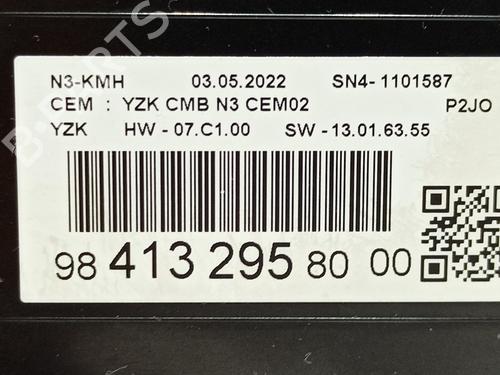 N3-KMH 03.05.2022 SN4- 1101587
CEM : YZK CMB N3 CEM02 P2JO
YZK HW - 07.C1.00 SW - 13.01.63.55
98 413 295 80 00